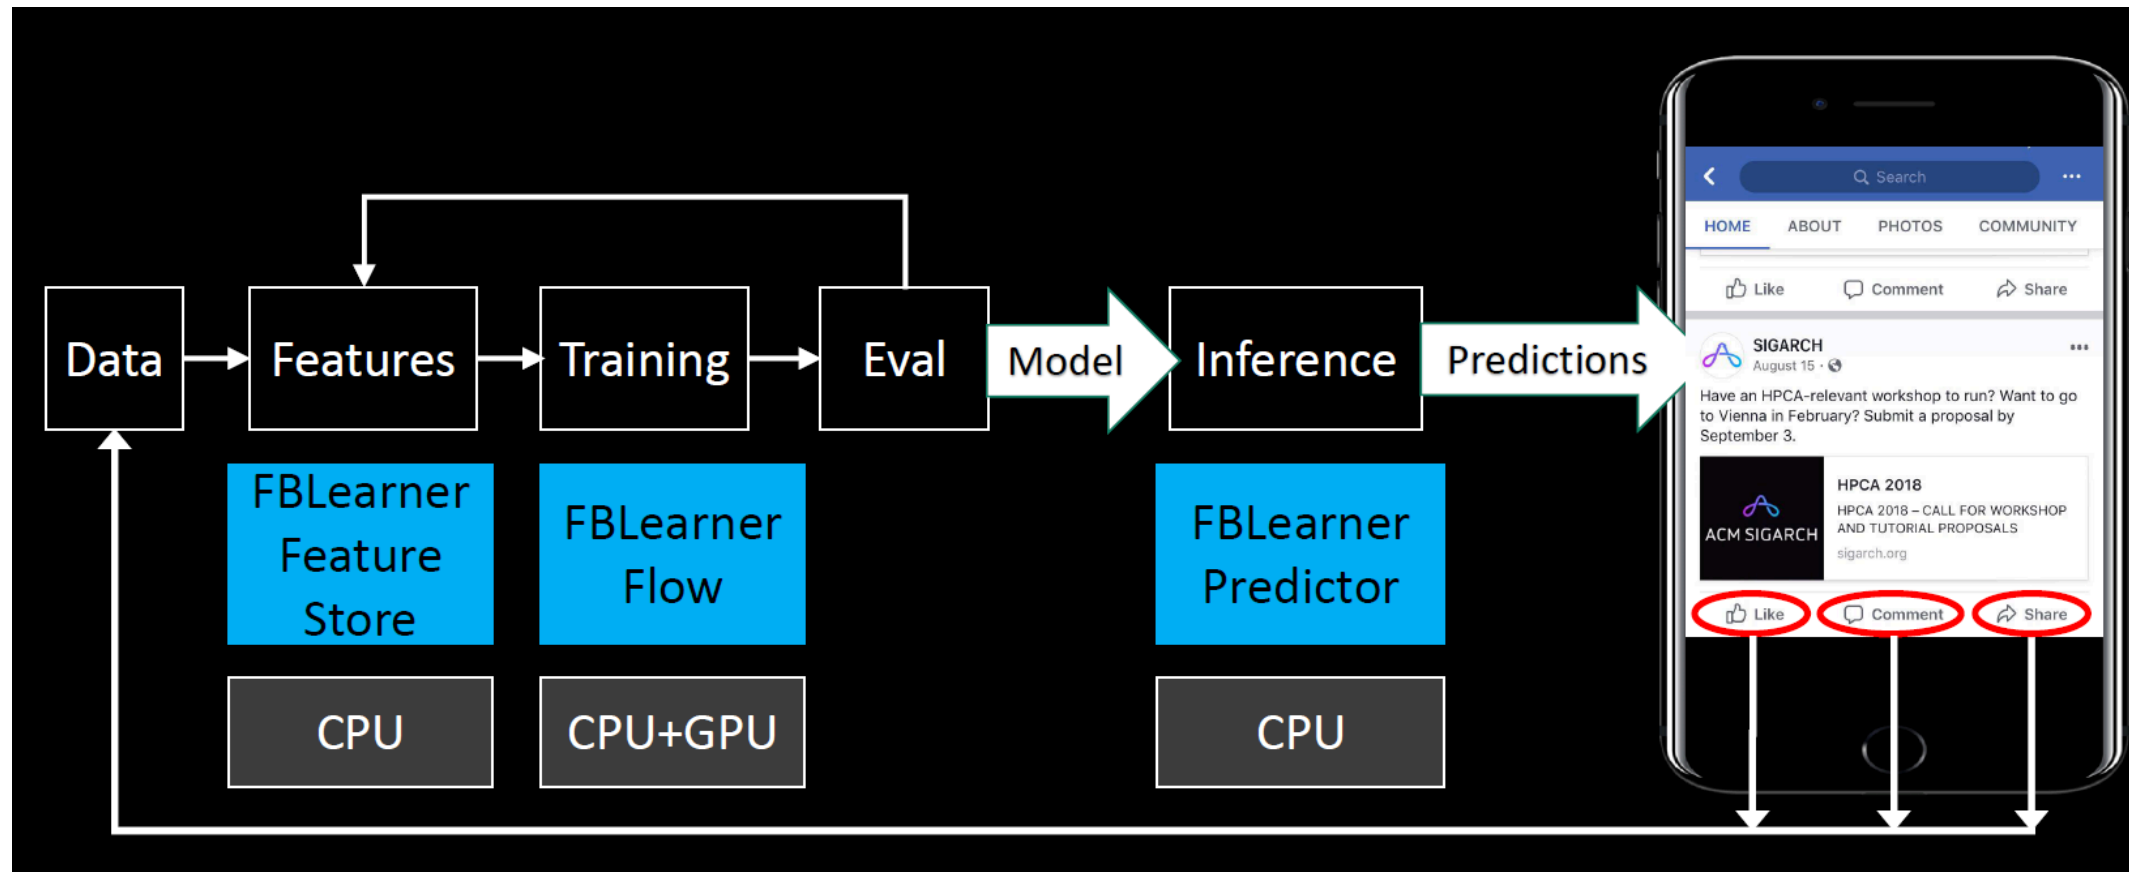 Data
Features
Training
Eval
Model
Inference
Predictions
FBLearner
Feature
Store
FBLearner
Flow
FBLearner
Predictor
CPU
CPU+GPU
CPU
Search
HOME ABOUT PHOTOS COMMUNITY
Like Comment Share
SIGARCH
August 15 ·
Have an HPCA-relevant workshop to run? Want to go
to Vienna in February? Submit a proposal by
September 3.
ACM SIGARCH
HPCA 2018
HPCA 2018 – CALL FOR WORKSHOP
AND TUTORIAL PROPOSALS
sigarch.org
Like Comment Share